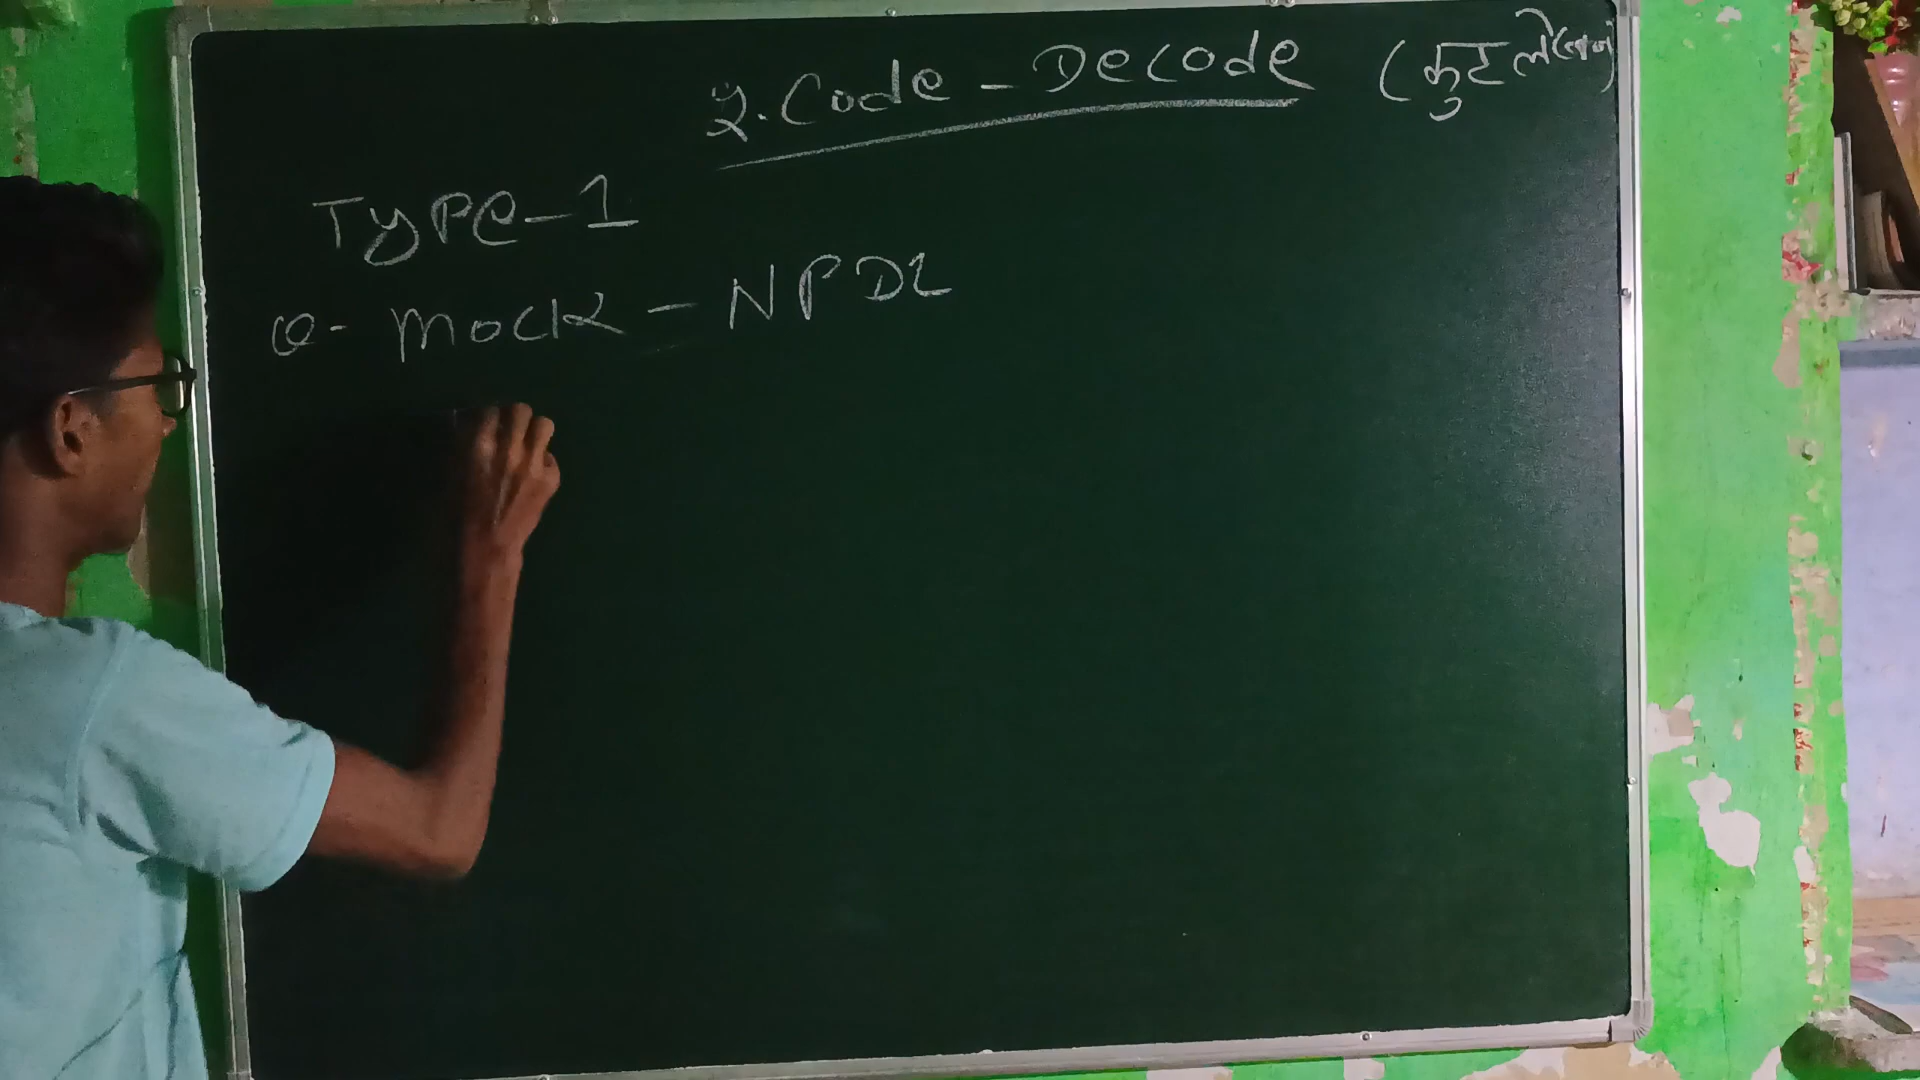 2. Code - Decode (कुटलेखन)
Type-1
Q- mock - NPDL